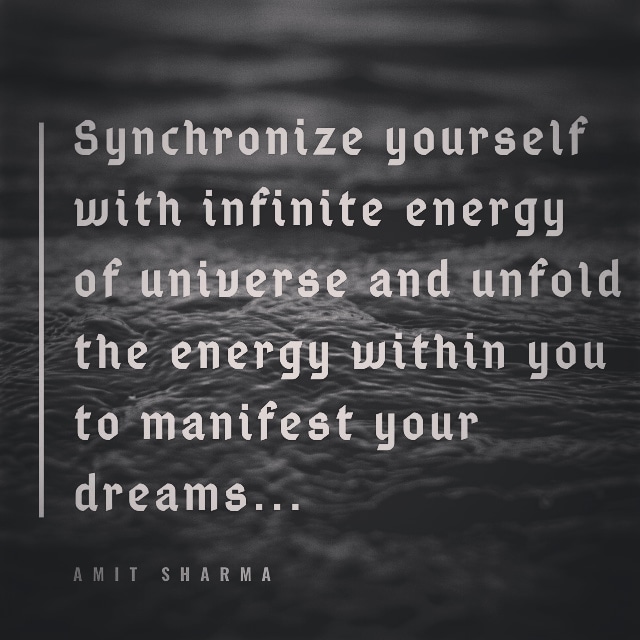 Synchronize yourself
with infinite energy
of universe and unfold
the energy within you
to manifest your
dreams...
AMIT SHARMA